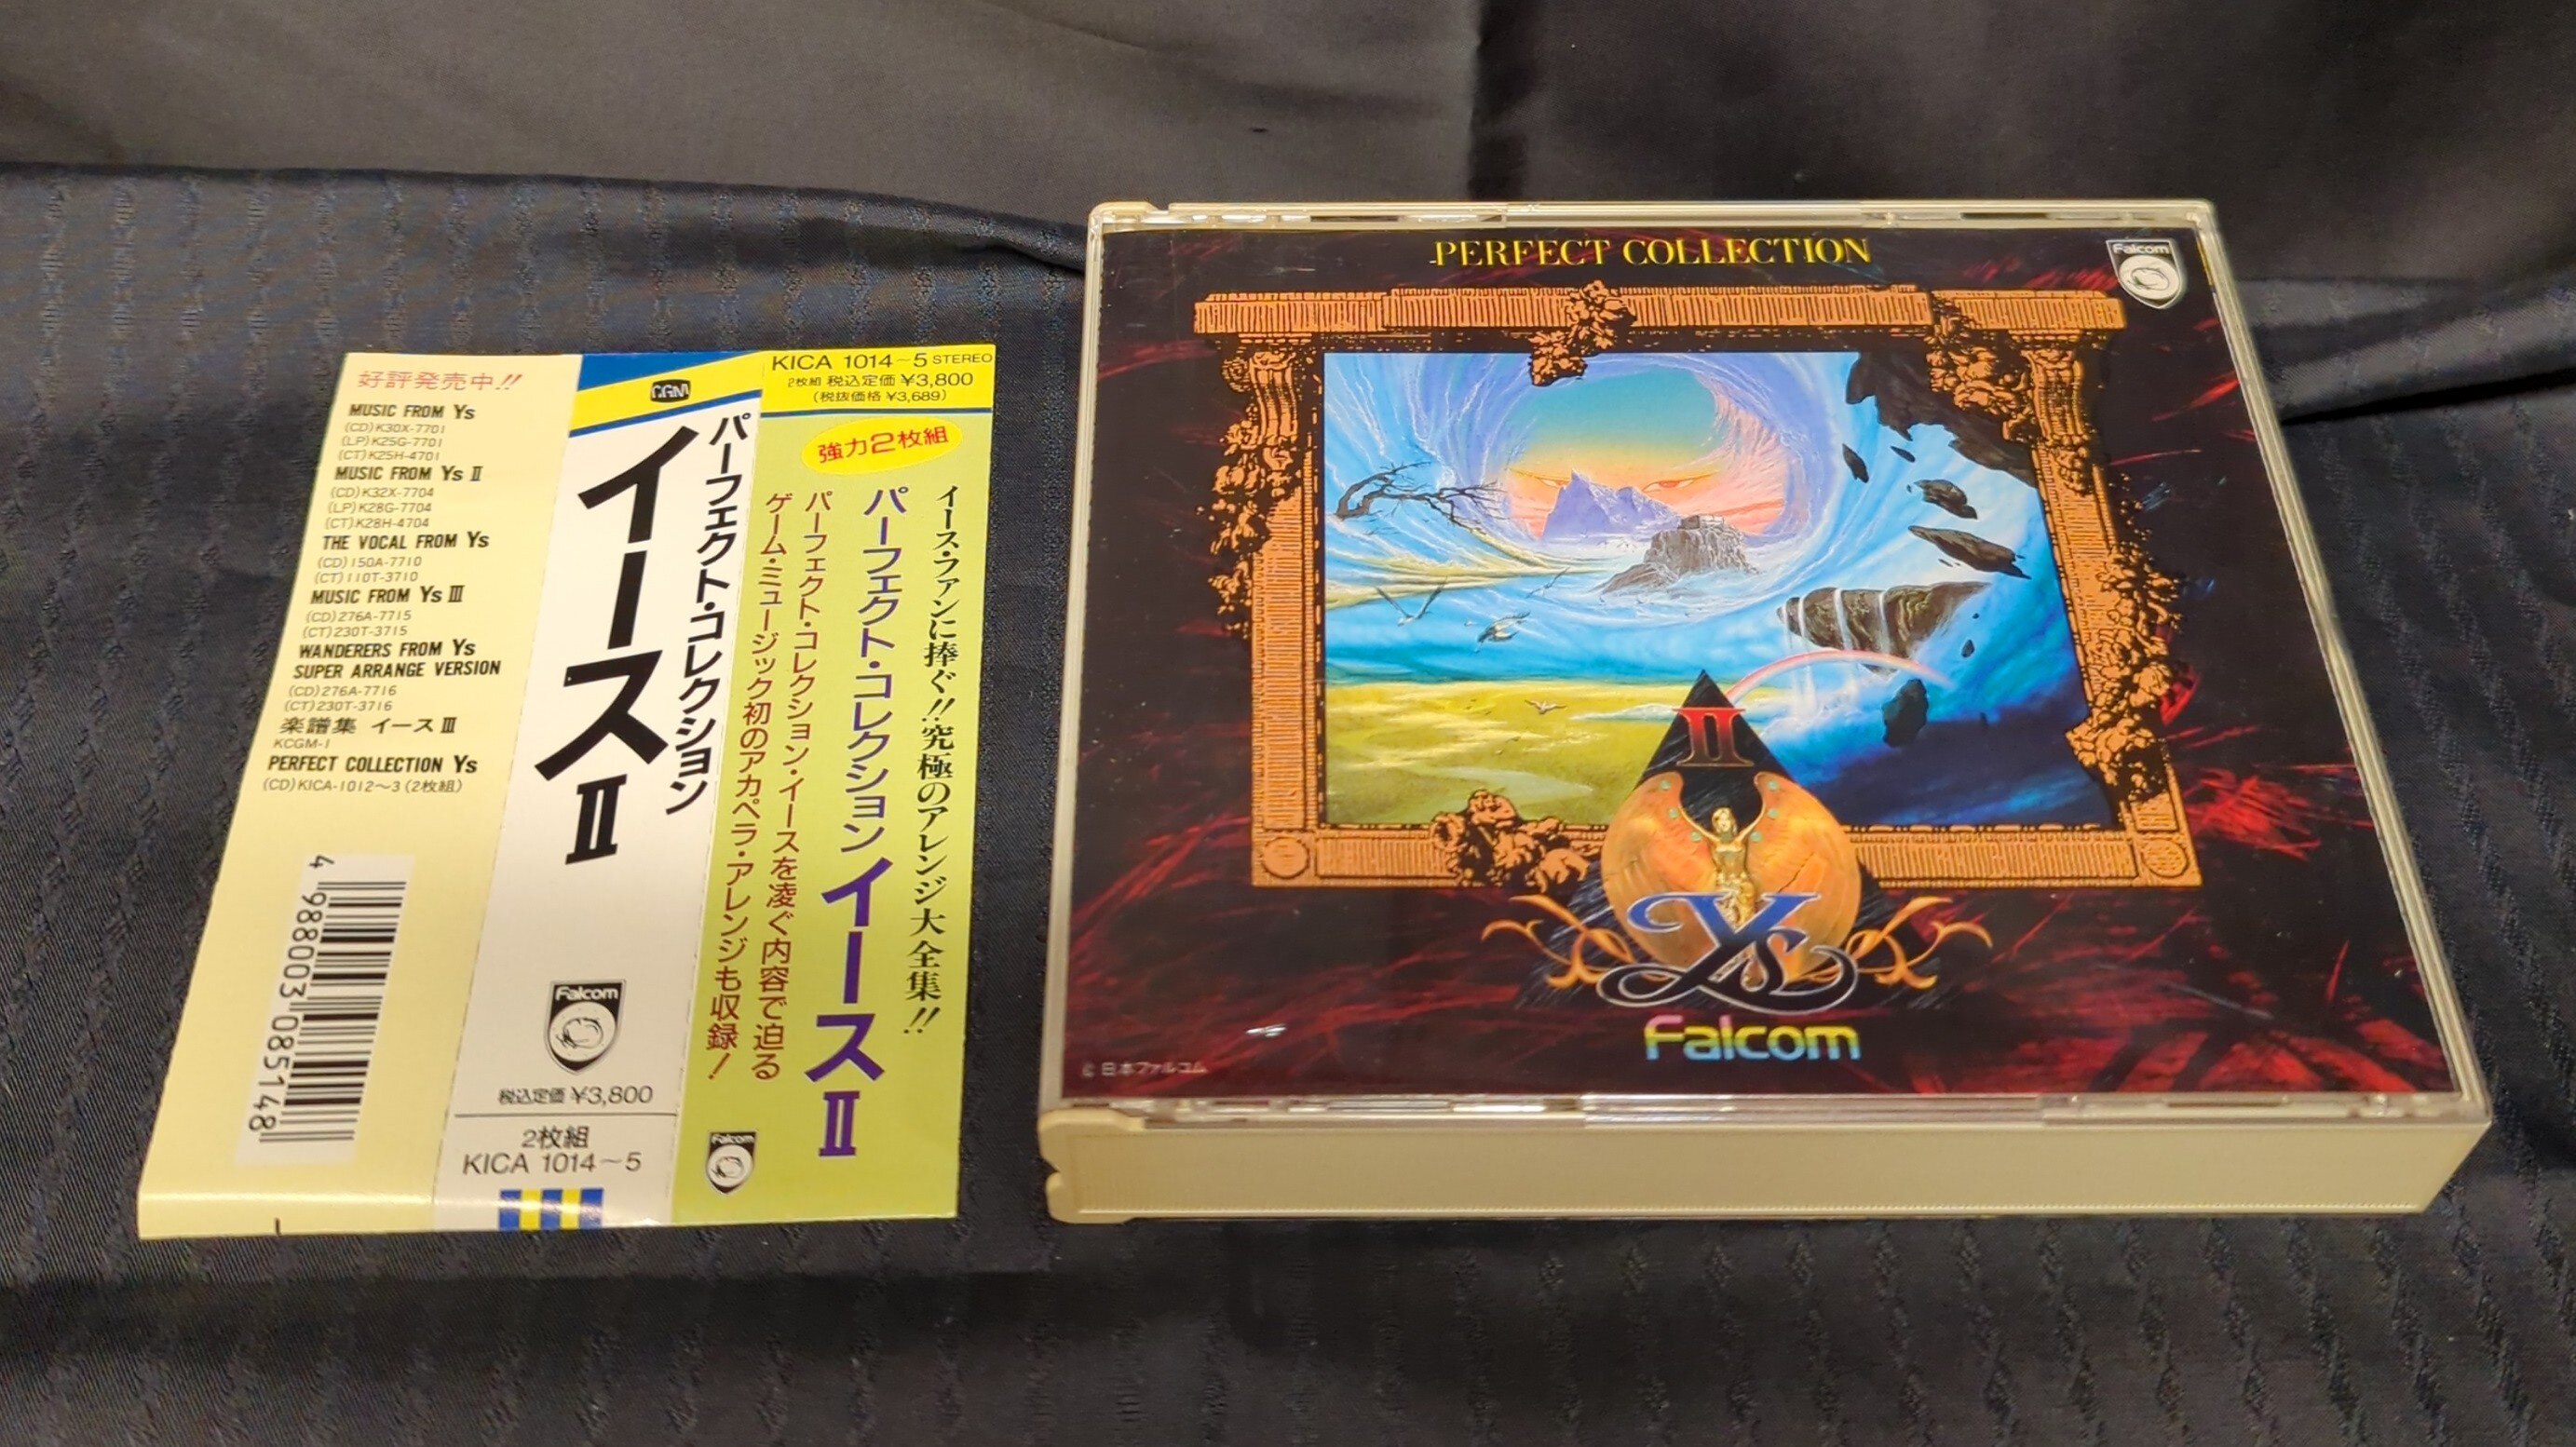 好評発売中!!
MUSIC FROM Ys
(CD)K30X-7701
(LP)K25G-7701
(CT)K25H-4701
MUSIC FROM Ys II
(CD)K32X-7704
(LP)K28G-7704
(CT)K28H-4704
THE VOCAL FROM Ys
(CD)150A-7710
(CT)110T-3710
MUSIC FROM Ys III
(CD)276A-7715
(CT)230T-3715
WANDERERS FROM Ys
SUPER ARRANGE VERSION
(CD)276A-7716
(CT)230T-3716
楽譜集 イースIII
KCGM-1
PERFECT COLLECTION Ys
(CD)KICA-1012〜3(2枚組)
4 988003 085148
CGM
パーフェクト・コレクション
イースII
Falcom
税込定価 ¥3,800
2枚組
KICA 1014〜5
KICA 1014〜5 STEREO
2枚組 税込定価 ¥3,800
(税抜価格 ¥3,689)
強力2枚組
イース・ファンに捧ぐ!!究極のアレンジ大全集!!
パーフェクト・コレクション イースII
パーフェクト・コレクション・イースを凌ぐ内容で迫る
ゲーム・ミュージック初のアカペラ・アレンジも収録!
Falcom
PERFECT COLLECTION
Falcom
II
Ys
Falcom
© 日本ファルコム